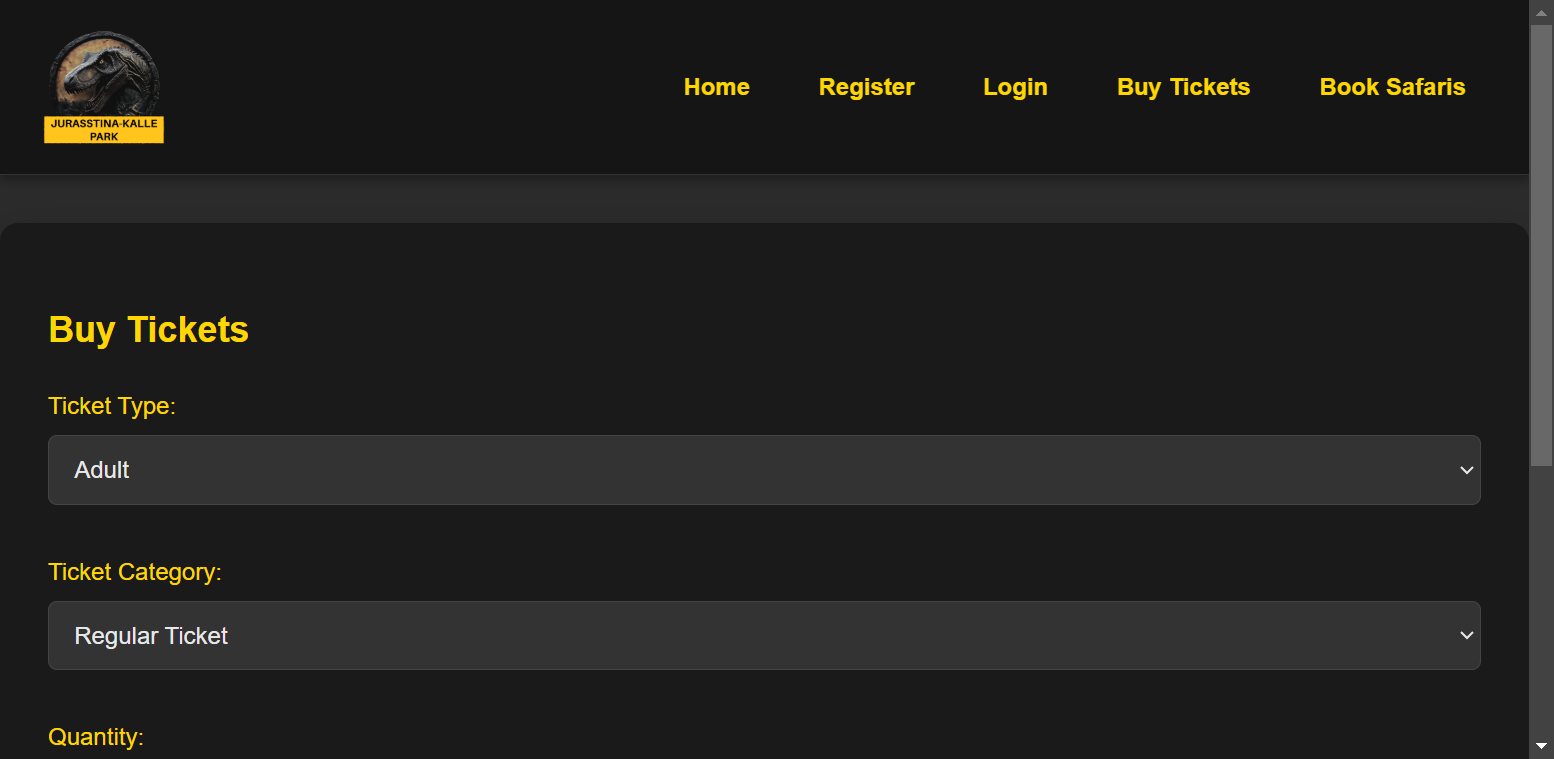 JURASSTINA-KALLE
PARK
Home
Register
Login
Buy Tickets
Book Safaris
Buy Tickets
Ticket Type:
Adult
Ticket Category:
Regular Ticket
Quantity: